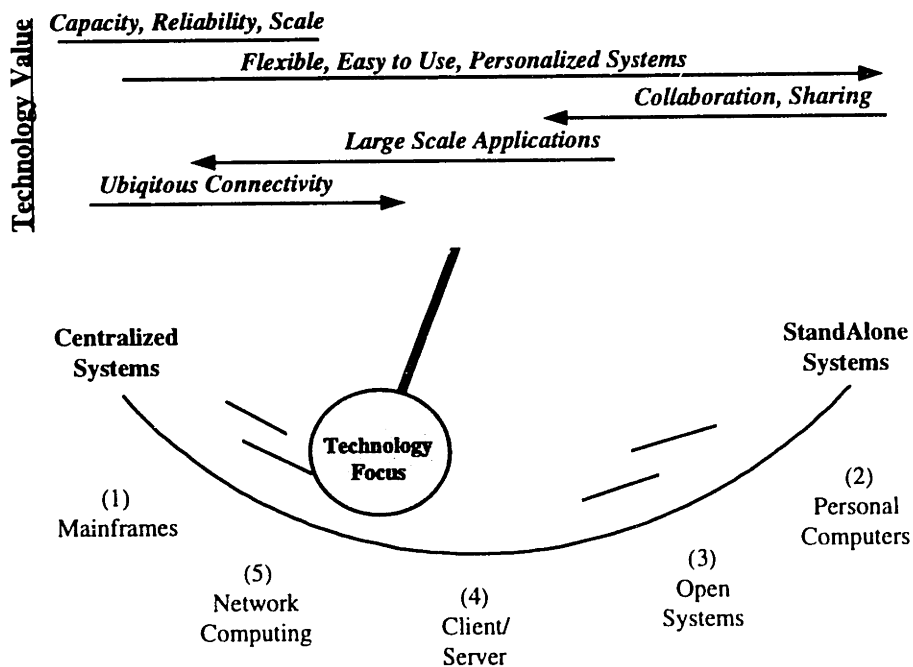 Technology Value
Capacity, Reliability, Scale
Flexible, Easy to Use, Personalized Systems
Collaboration, Sharing
Large Scale Applications
Ubiqitous Connectivity
Centralized
Systems
StandAlone
Systems
Technology
Focus
(1)
Mainframes
(2)
Personal
Computers
(3)
Open
Systems
(4)
Client/
Server
(5)
Network
Computing